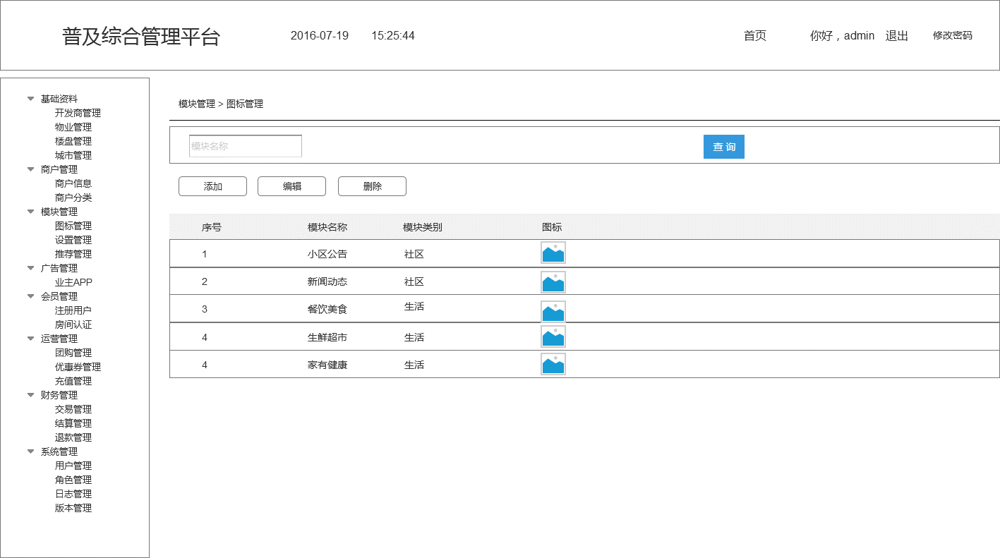 普及综合管理平台 2016-07-19 15:25:44 首页 你好，admin 退出 修改密码
基础资料
开发商管理
物业管理
楼盘管理
城市管理
商户管理
商户信息
商户分类
模块管理
图标管理
设置管理
推荐管理
广告管理
业主APP
会员管理
注册用户
房间认证
运营管理
团购管理
优惠券管理
充值管理
财务管理
交易管理
结算管理
退款管理
系统管理
用户管理
角色管理
日志管理
版本管理
模块管理 > 图标管理
模块名称 查 询
添加 编辑 删除
序号 模块名称 模块类别 图标
1 小区公告 社区
2 新闻动态 社区
3 餐饮美食 生活
4 生鲜超市 生活
4 家有健康 生活